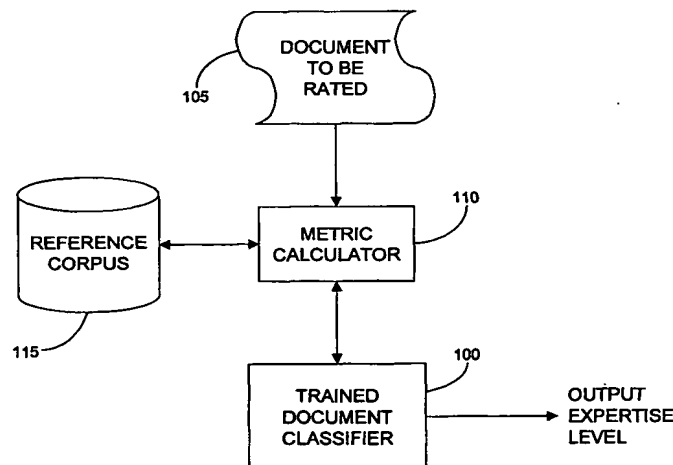 DOCUMENT
TO BE
RATED
105
REFERENCE
CORPUS
115
METRIC
CALCULATOR
110
TRAINED
DOCUMENT
CLASSIFIER
100
OUTPUT
EXPERTISE
LEVEL